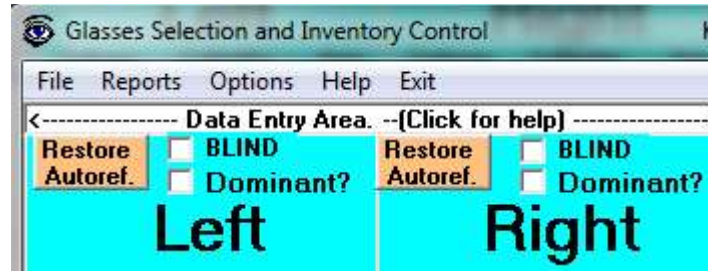 Glasses Selection and Inventory Control
File Reports Options Help Exit
<----------------- Data Entry Area. --(Click for help) ----------------
Restore Autoref. BLIND Dominant? Restore Autoref. BLIND Dominant?
Left Right